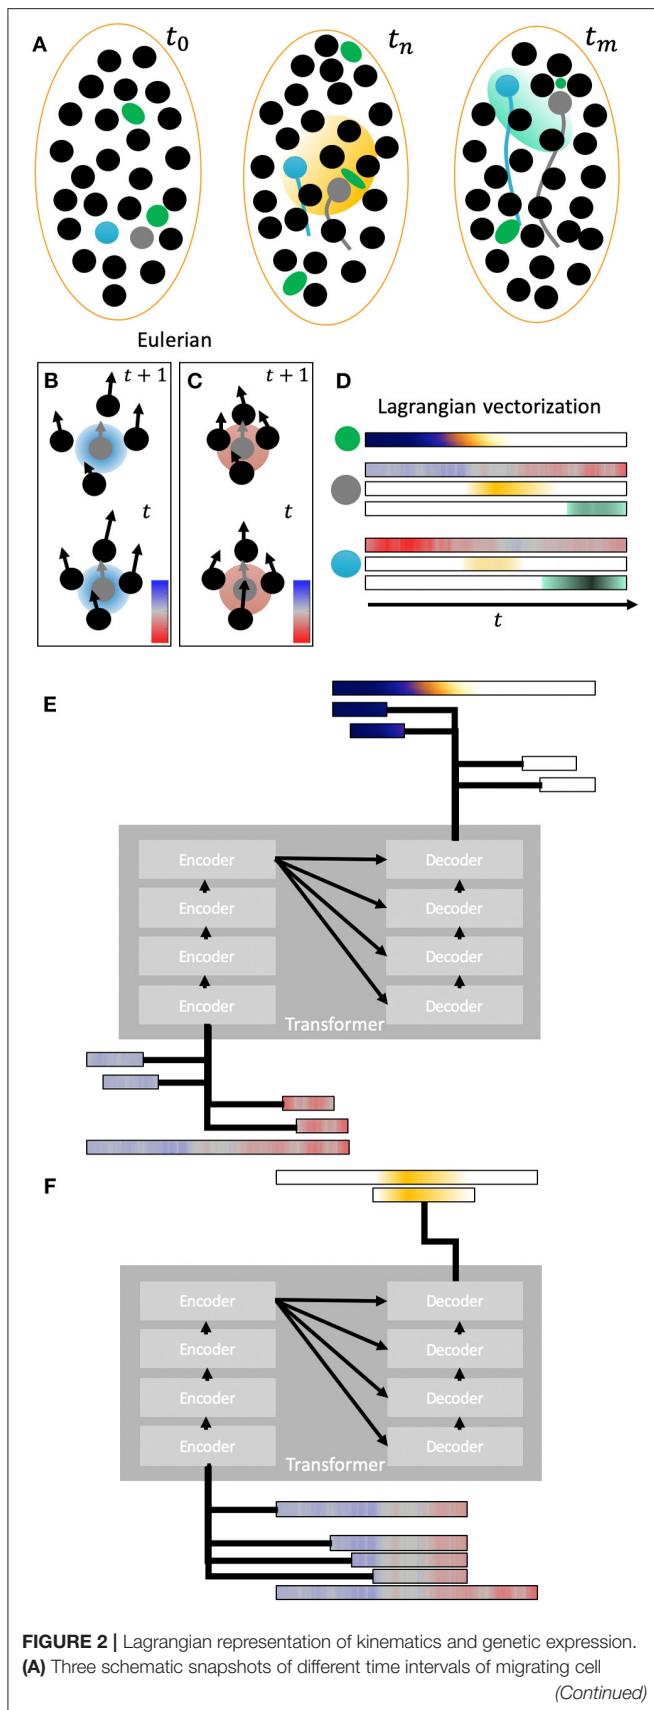 A
t₀
tₙ
tₘ
Eulerian
B
t + 1
t
C
t + 1
t
D
Lagrangian vectorization
t
E
Encoder
Encoder
Encoder
Encoder
Decoder
Decoder
Decoder
Decoder
Transformer
F
Encoder
Encoder
Encoder
Encoder
Decoder
Decoder
Decoder
Decoder
Transformer
FIGURE 2 | Lagrangian representation of kinematics and genetic expression.
(A) Three schematic snapshots of different time intervals of migrating cell
(Continued)